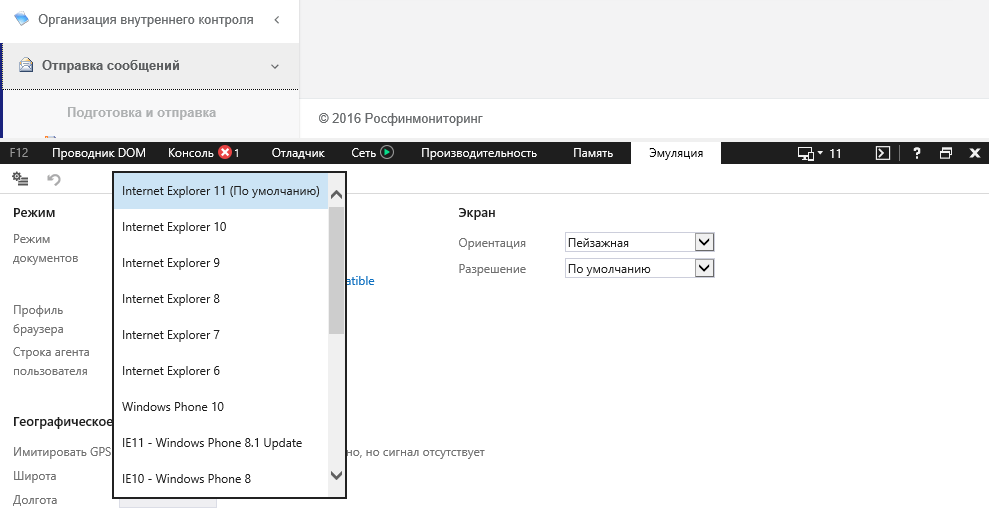 Организация внутреннего контроля
Отправка сообщений
Подготовка и отправка
© 2016 Росфинмониторинг
F12 Проводник DOM Консоль 1 Отладчик Сеть Производительность Память Эмуляция 11 ?
Режим
Режим документов
Профиль браузера
Строка агента пользователя
Географическое
Имитировать GPS
но, но сигнал отсутствует
Широта
Долгота
Internet Explorer 11 (По умолчанию)
Internet Explorer 10
Internet Explorer 9
Internet Explorer 8
Internet Explorer 7
Internet Explorer 6
Windows Phone 10
IE11 - Windows Phone 8.1 Update
IE10 - Windows Phone 8
atible
Экран
Ориентация Пейзажная
Разрешение По умолчанию